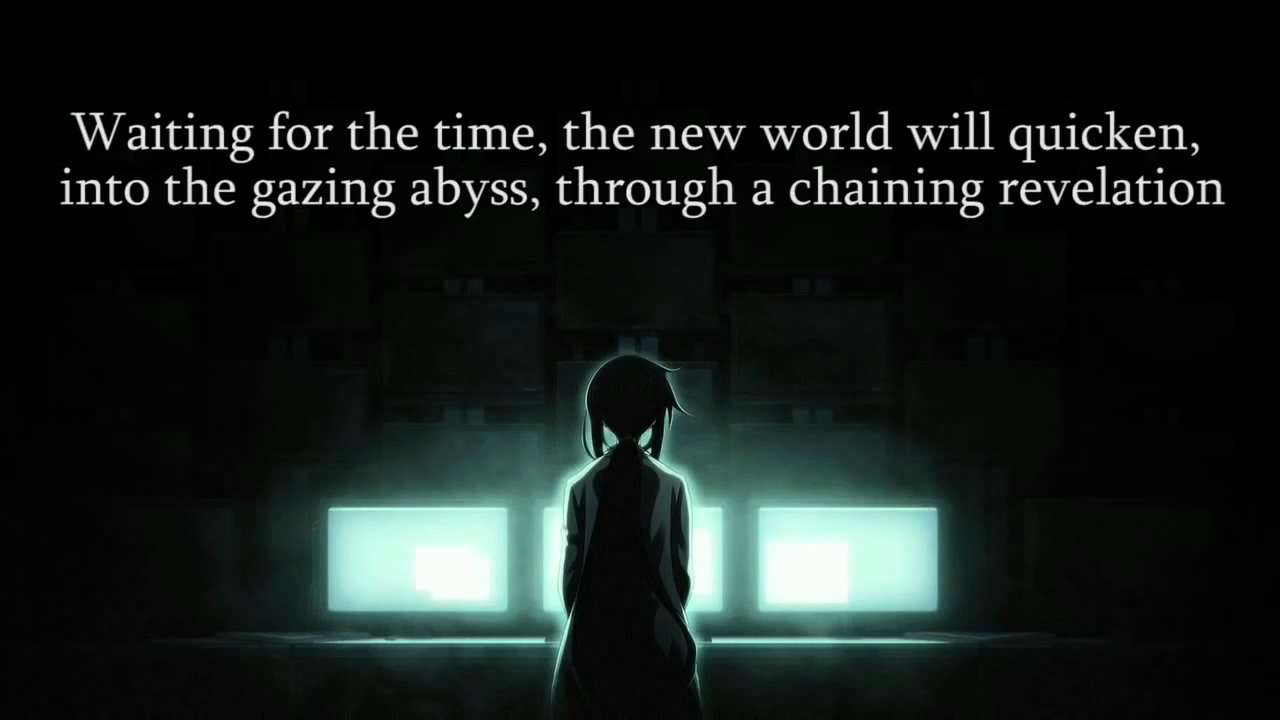 Waiting for the time, the new world will quicken,
into the gazing abyss, through a chaining revelation